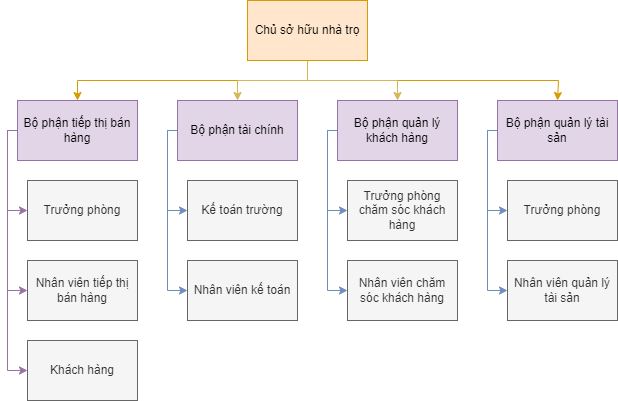 Chủ sở hữu nhà trọ
Bộ phận tiếp thị bán
hàng
Bộ phận tài chính
Bộ phận quản lý
khách hàng
Bộ phận quản lý tài
sản
Trưởng phòng
Kế toán trường
Trưởng phòng
chăm sóc khách
hàng
Trưởng phòng
Nhân viên tiếp thị
bán hàng
Nhân viên kế toán
Nhân viên chăm
sóc khách hàng
Nhân viên quản lý
tài sản
Khách hàng